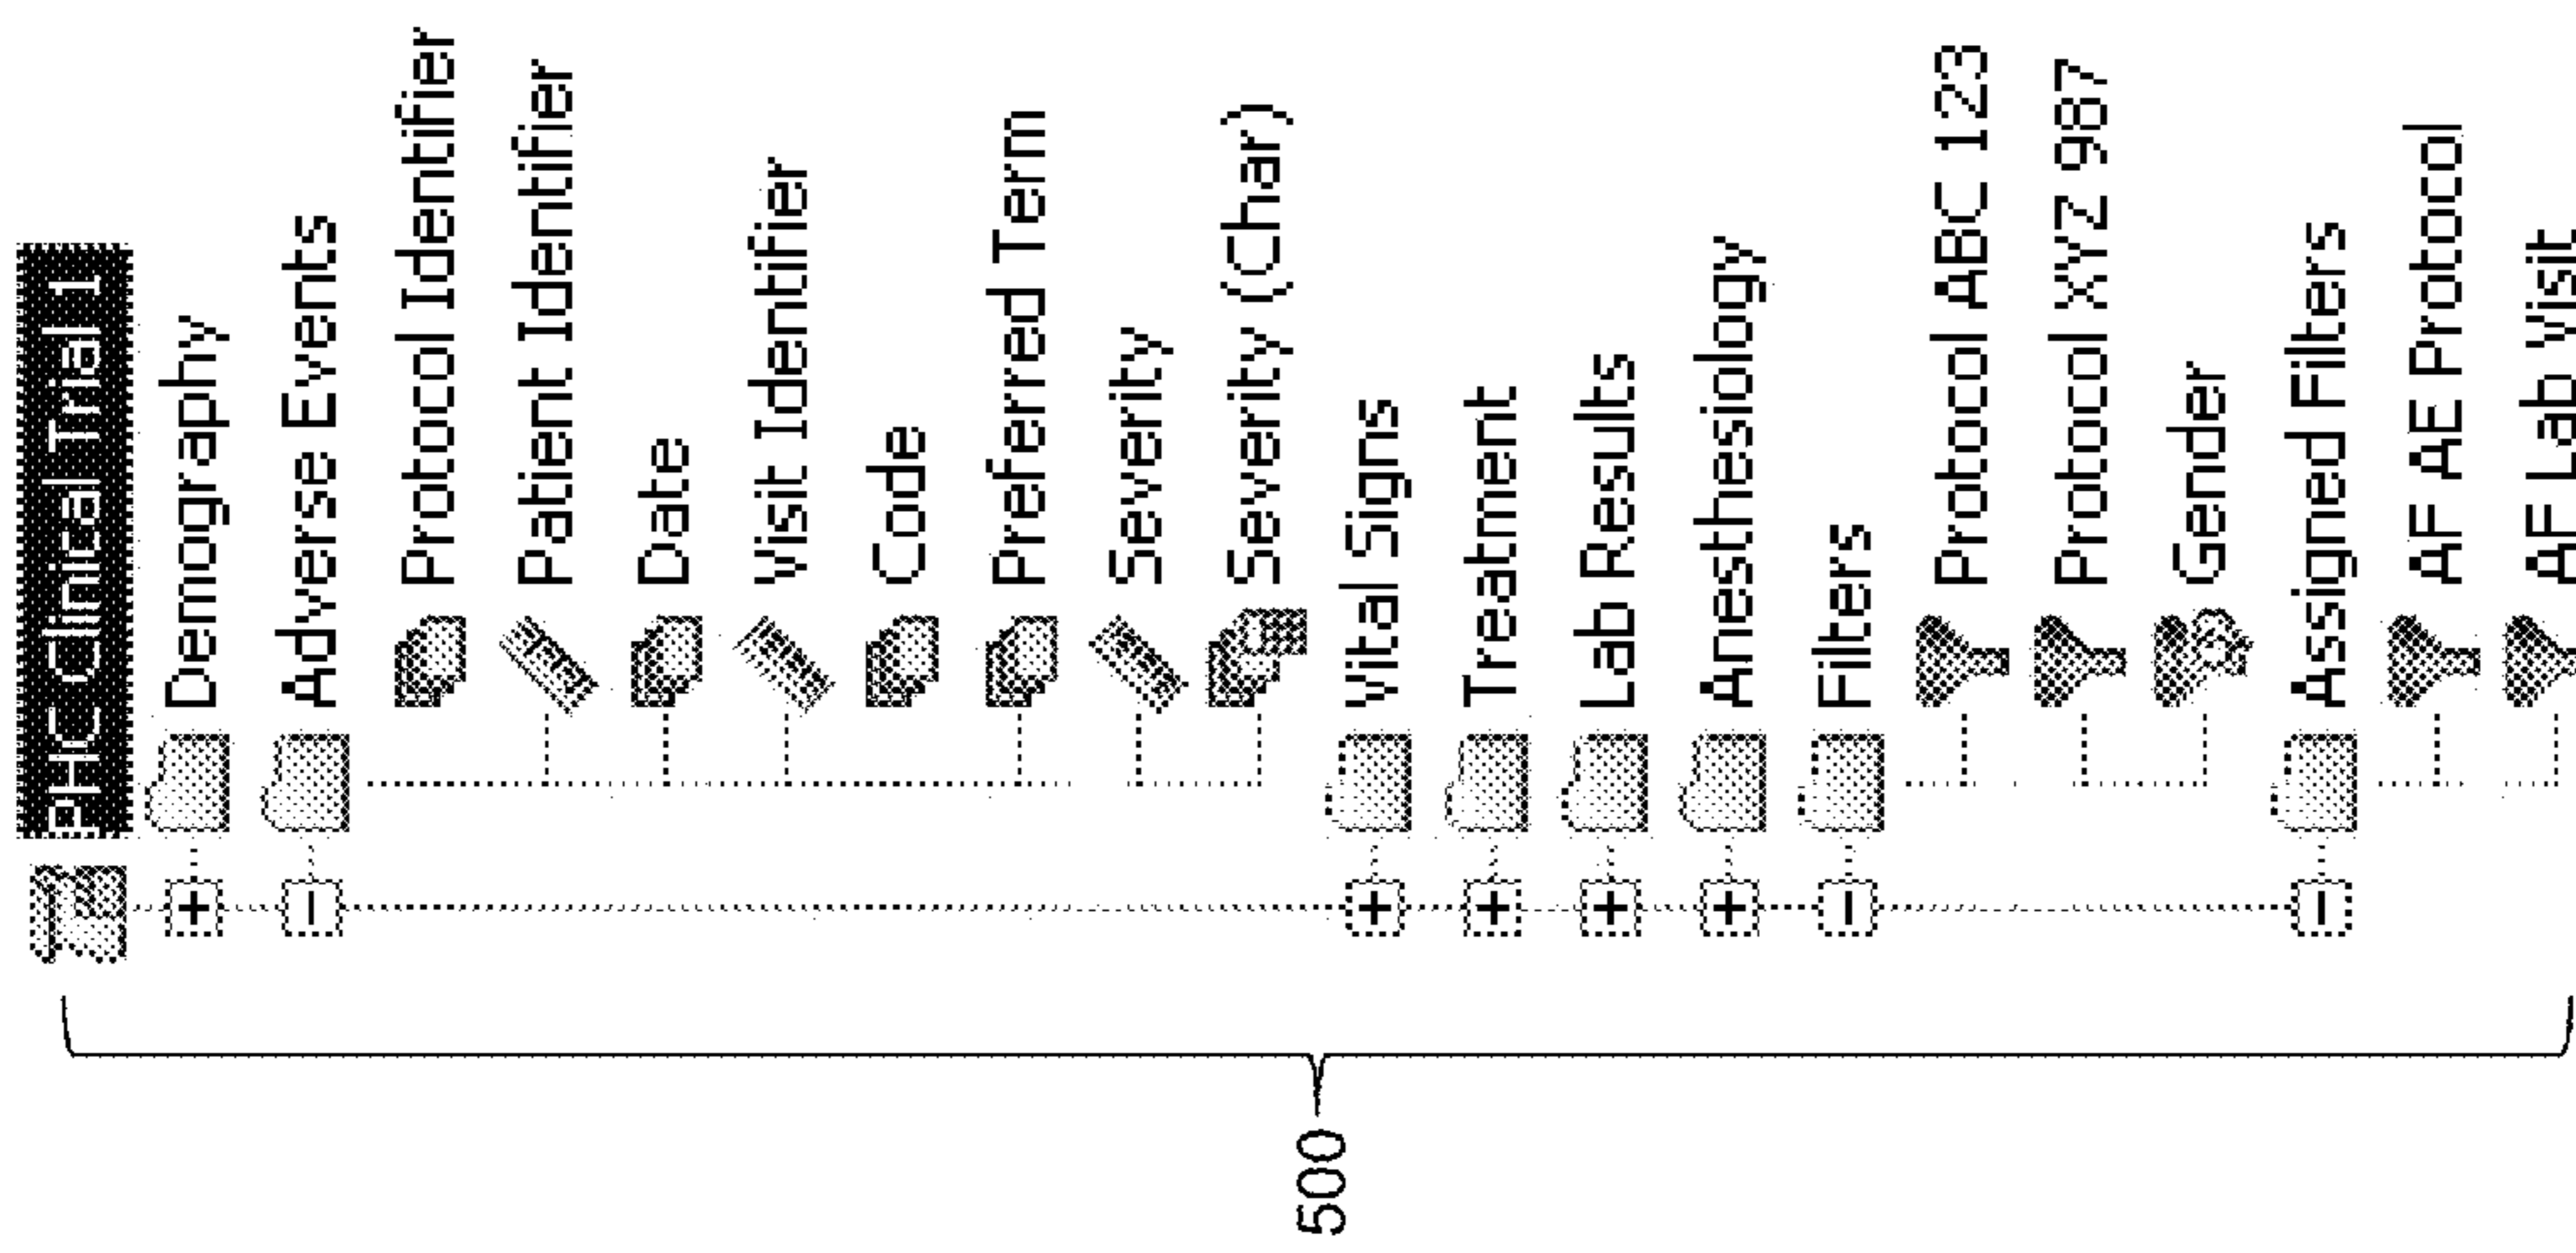 PHC Clinical Trial 1
Demography
Adverse Events
Protocol Identifier
Patient Identifier
Date
Visit Identifier
Code
Preferred Term
Severity
Severity (Char)
Vital Signs
Treatment
Lab Results
Anesthesiology
Filters
Protocol ABC 123
Protocol XYZ 987
Gender
Assigned Filters
AF AE Protocol
AF Lab Visit
500